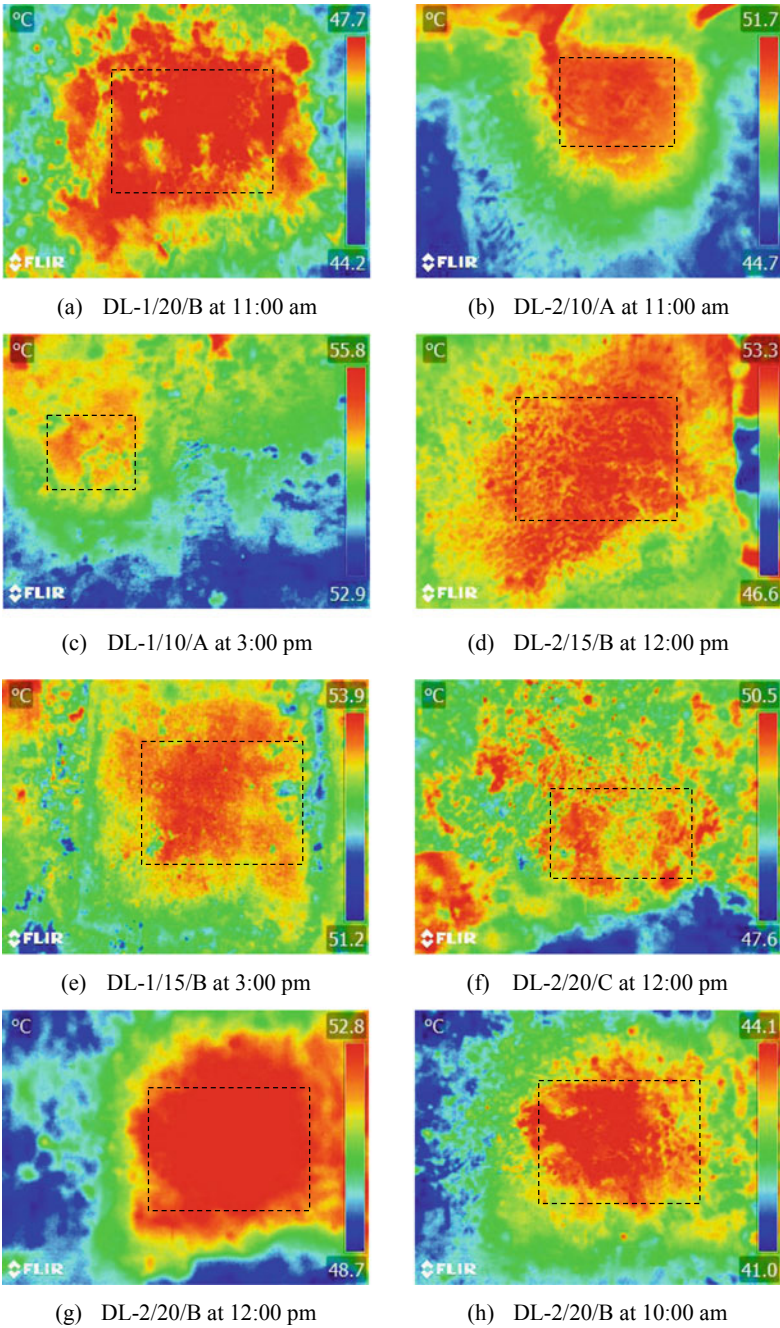 °C 47.7 °C 51.7
FLIR 44.2 FLIR 44.7
(a) DL-1/20/B at 11:00 am (b) DL-2/10/A at 11:00 am
°C 55.8 °C 53.3
FLIR 52.9 FLIR 46.6
(c) DL-1/10/A at 3:00 pm (d) DL-2/15/B at 12:00 pm
°C 53.9 °C 50.5
FLIR 51.2 FLIR 47.6
(e) DL-1/15/B at 3:00 pm (f) DL-2/20/C at 12:00 pm
°C 52.8 °C 44.1
FLIR 48.7 FLIR 41.0
(g) DL-2/20/B at 12:00 pm (h) DL-2/20/B at 10:00 am